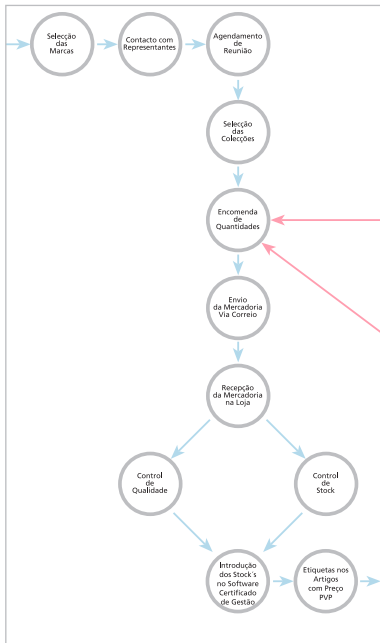 Selecção
das
Marcas
Contacto com
Representantes
Agendamento
de
Reunião
Selecção
das
Colecções
Encomenda
de
Quantidades
Envio
da Mercadoria
Via Correio
Recepção
da Mercadoria
na Loja
Control
de
Qualidade
Control
de
Stock
Introdução
dos Stock's
no Software
Certificado
de Gestão
Etiquetas nos
Artigos
com Preço
PVP